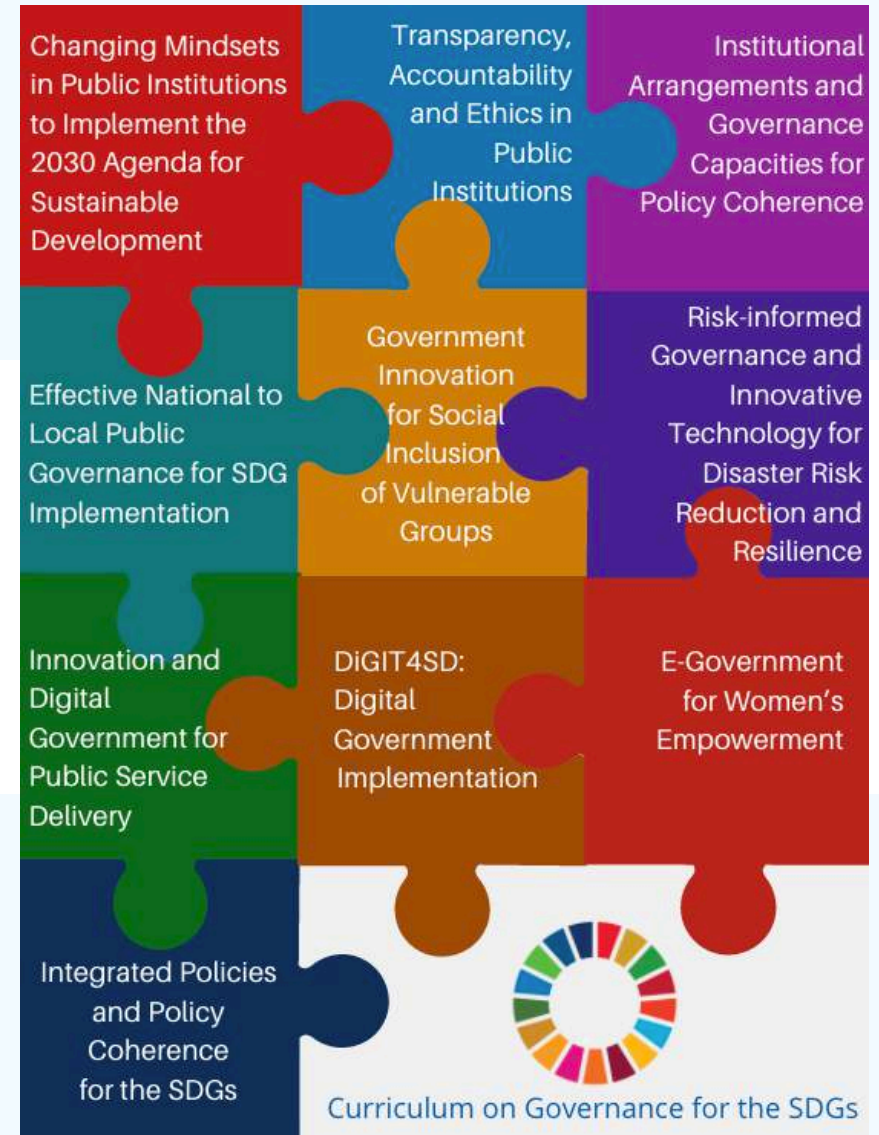 Changing Mindsets
in Public Institutions
to Implement the
2030 Agenda for
Sustainable
Development
Transparency,
Accountability
and Ethics in
Public
Institutions
Institutional
Arrangements and
Governance
Capacities for
Policy Coherence
Effective National to
Local Public
Governance for SDG
Implementation
Government
Innovation
for Social
Inclusion
of Vulnerable
Groups
Risk-informed
Governance and
Innovative
Technology for
Disaster Risk
Reduction and
Resilience
Innovation and
Digital
Government for
Public Service
Delivery
DiGIT4SD:
Digital
Government
Implementation
E-Government
for Women’s
Empowerment
Integrated Policies
and Policy
Coherence
for the SDGs
Curriculum on Governance for the SDGs